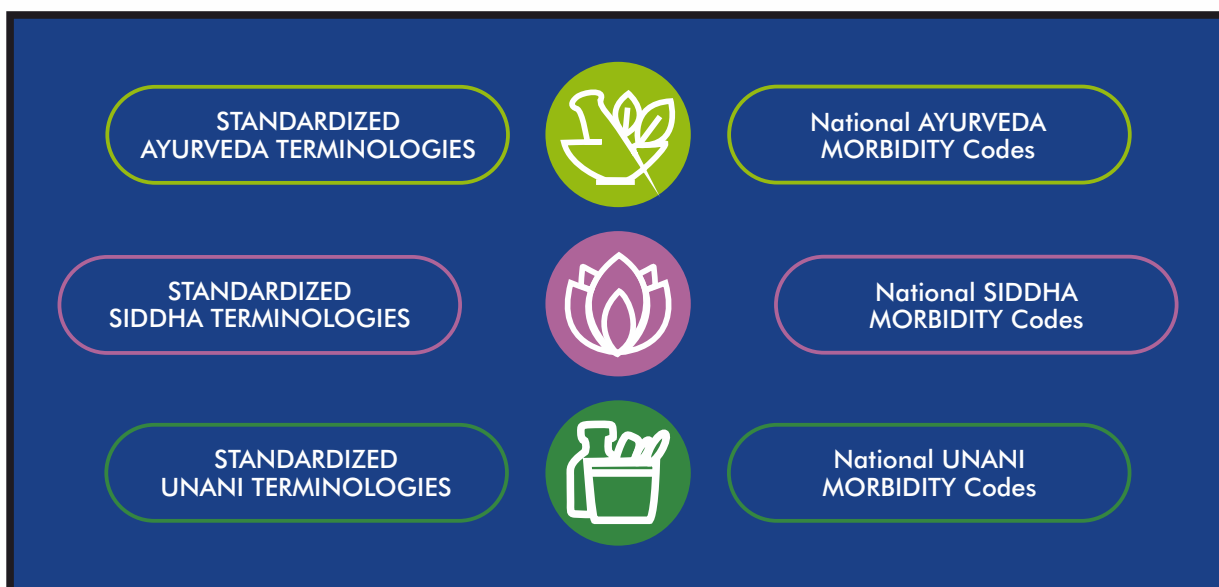 STANDARDIZED
AYURVEDA TERMINOLOGIES
National AYURVEDA
MORBIDITY Codes
STANDARDIZED
SIDDHA TERMINOLOGIES
National SIDDHA
MORBIDITY Codes
STANDARDIZED
UNANI TERMINOLOGIES
National UNANI
MORBIDITY Codes